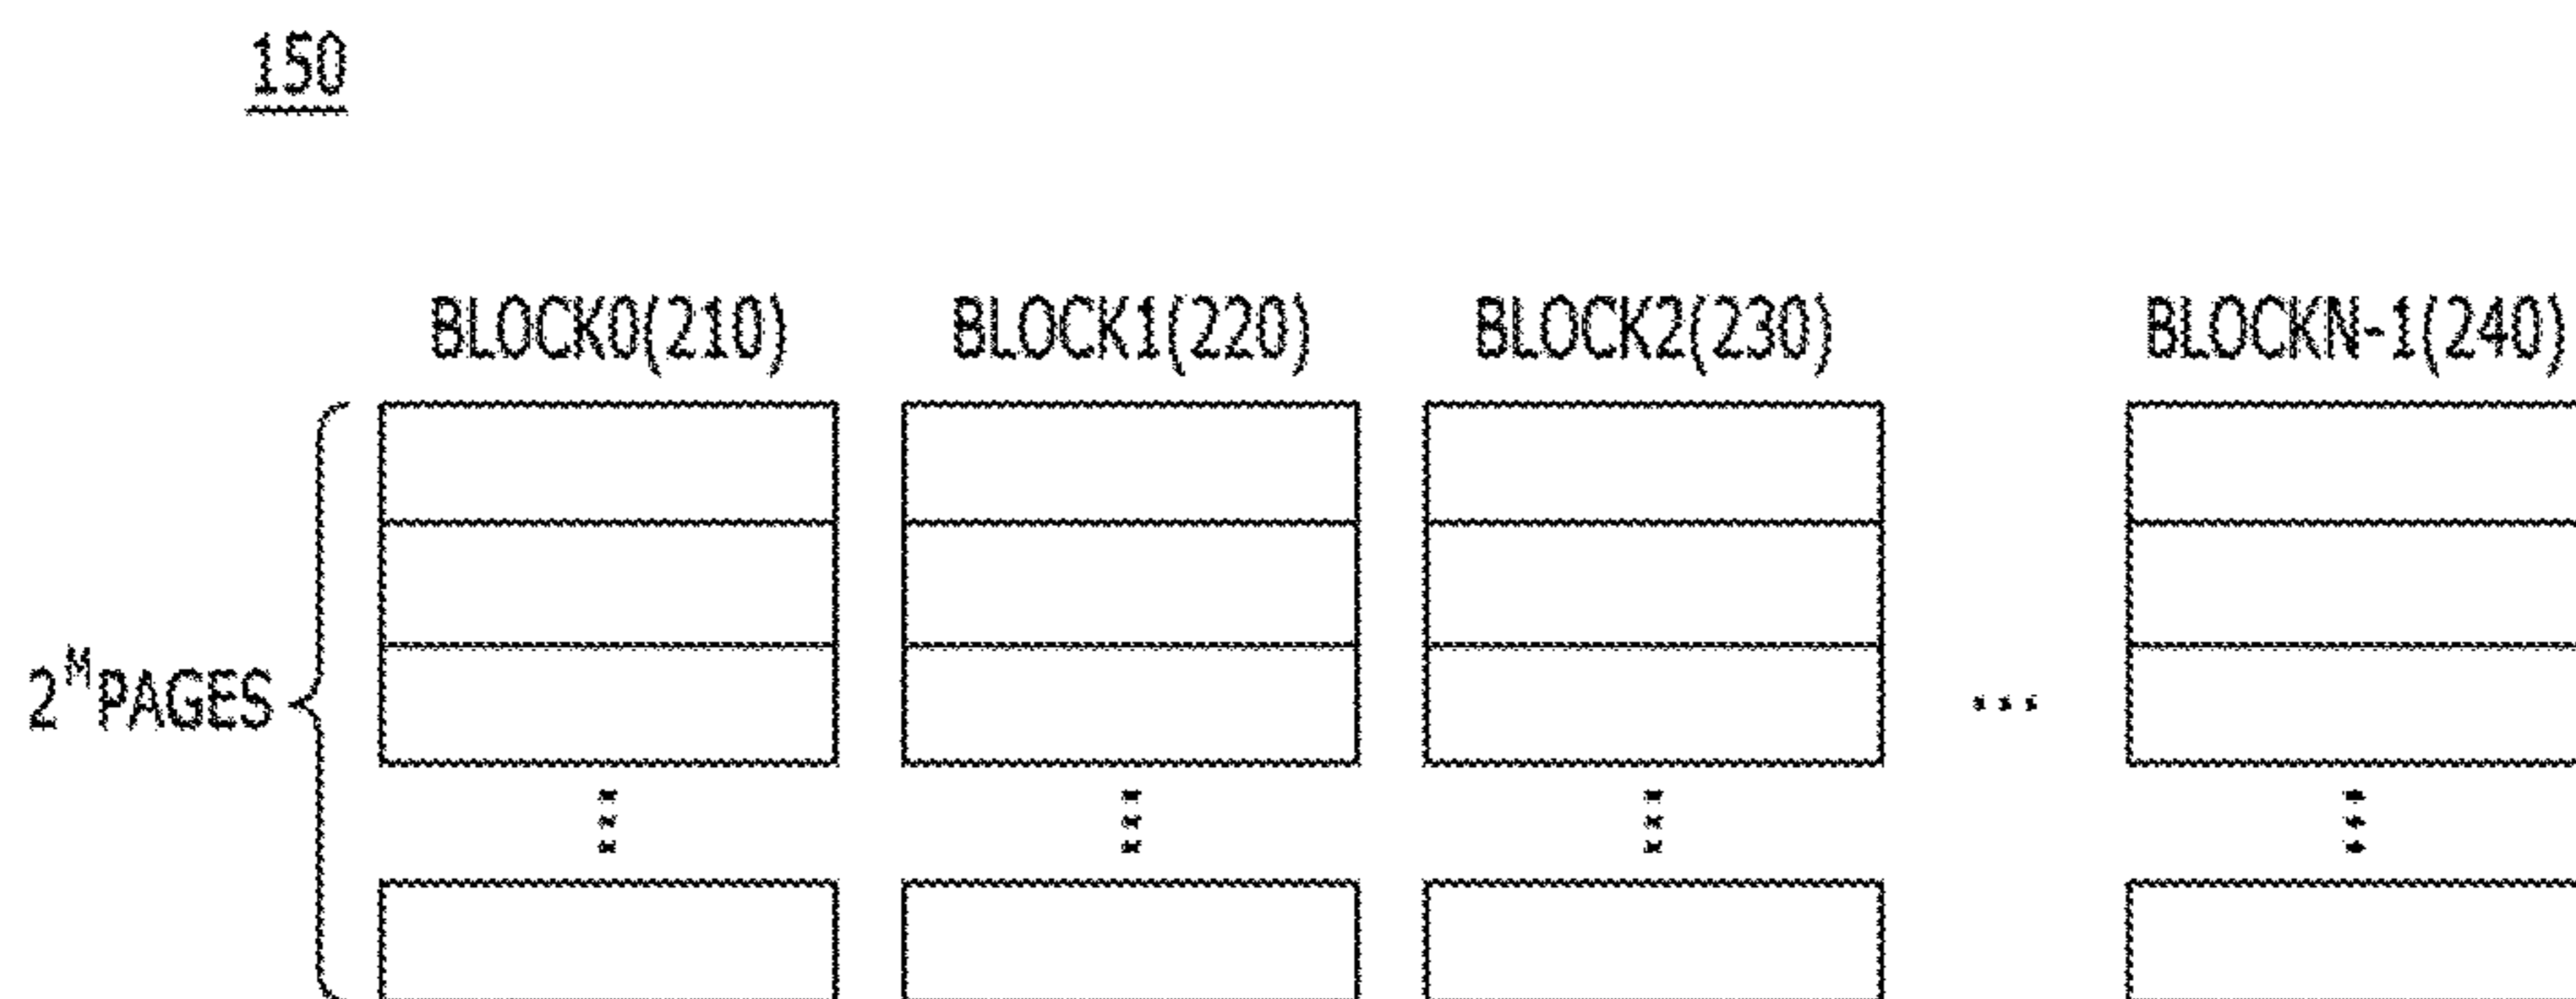 150
BLOCK0(210) BLOCK1(220) BLOCK2(230) BLOCKN-1(240)
2^M PAGES
...